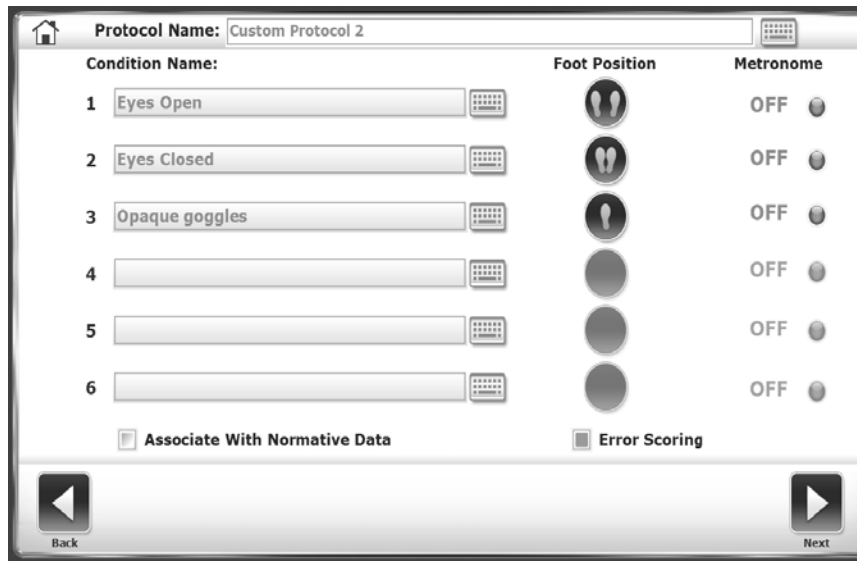 Protocol Name: Custom Protocol 2
Condition Name: Foot Position Metronome
1 Eyes Open OFF
2 Eyes Closed OFF
3 Opaque goggles OFF
4 OFF
5 OFF
6 OFF
Associate With Normative Data Error Scoring
Back Next